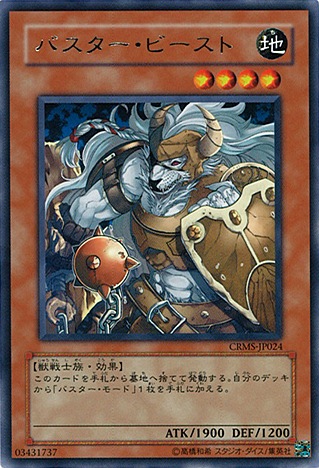 バスター・ビースト
地
CRMS-JP024
【獣戦士族・効果】
このカードを手札から墓地へ捨てて発動する。自分のデッキ
から「バスター・モード」1枚を手札に加える。
ATK/1900 DEF/1200
03431737
©高橋和希 スタジオ・ダイス/集英社